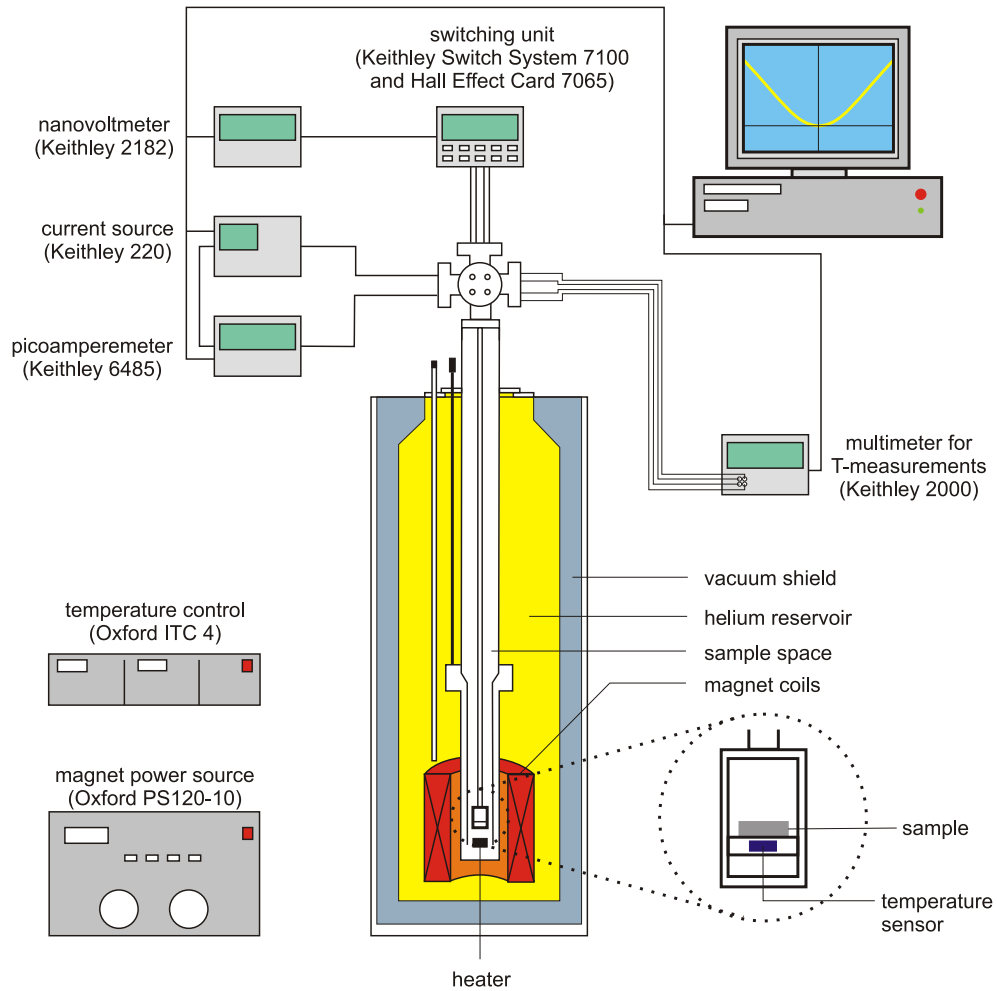 switching unit
(Keithley Switch System 7100
and Hall Effect Card 7065)
nanovoltmeter
(Keithley 2182)
current source
(Keithley 220)
picoamperemeter
(Keithley 6485)
multimeter for
T-measurements
(Keithley 2000)
vacuum shield
helium reservoir
sample space
magnet coils
temperature control
(Oxford ITC 4)
magnet power source
(Oxford PS120-10)
sample
temperature
sensor
heater